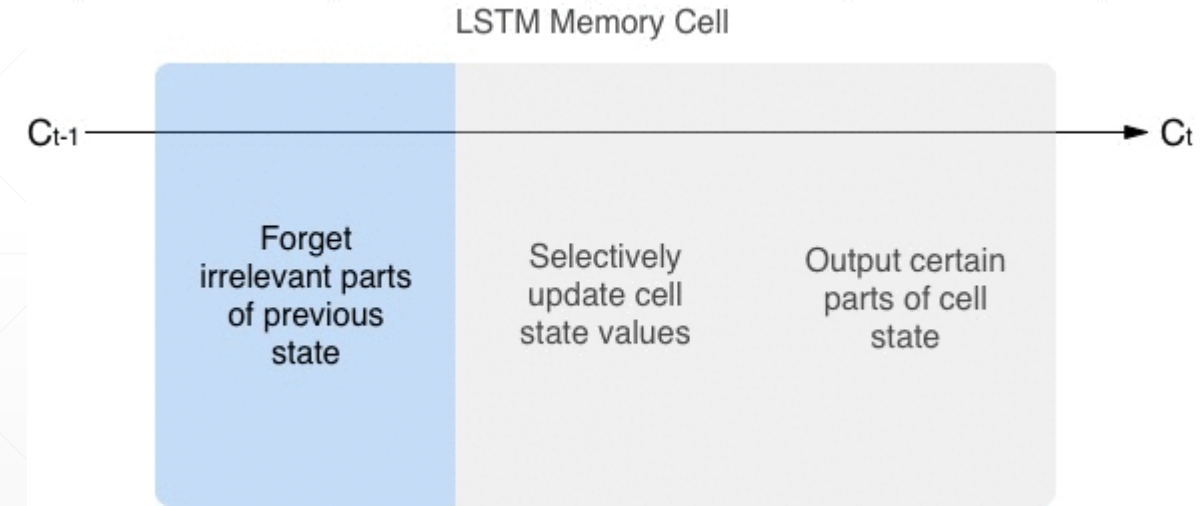 LSTM Memory Cell
Ct-1
Ct
Forget
irrelevant parts
of previous
state
Selectively
update cell
state values
Output certain
parts of cell
state